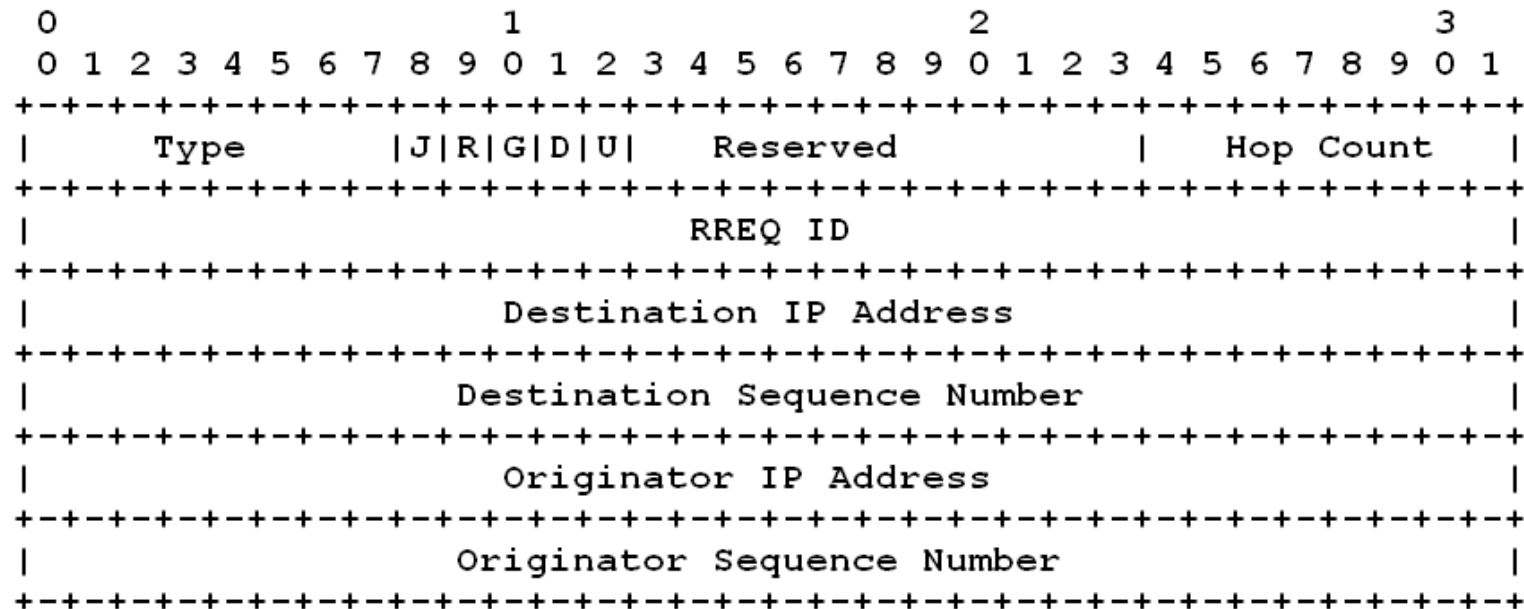 0                   1                   2                   3
 0 1 2 3 4 5 6 7 8 9 0 1 2 3 4 5 6 7 8 9 0 1 2 3 4 5 6 7 8 9 0 1
+-+-+-+-+-+-+-+-+-+-+-+-+-+-+-+-+-+-+-+-+-+-+-+-+-+-+-+-+-+-+-+-+
|     Type      |J|R|G|D|U|   Reserved          |   Hop Count   |
+-+-+-+-+-+-+-+-+-+-+-+-+-+-+-+-+-+-+-+-+-+-+-+-+-+-+-+-+-+-+-+-+
|                            RREQ ID                            |
+-+-+-+-+-+-+-+-+-+-+-+-+-+-+-+-+-+-+-+-+-+-+-+-+-+-+-+-+-+-+-+-+
|                    Destination IP Address                     |
+-+-+-+-+-+-+-+-+-+-+-+-+-+-+-+-+-+-+-+-+-+-+-+-+-+-+-+-+-+-+-+-+
|                  Destination Sequence Number                  |
+-+-+-+-+-+-+-+-+-+-+-+-+-+-+-+-+-+-+-+-+-+-+-+-+-+-+-+-+-+-+-+-+
|                    Originator IP Address                      |
+-+-+-+-+-+-+-+-+-+-+-+-+-+-+-+-+-+-+-+-+-+-+-+-+-+-+-+-+-+-+-+-+
|                  Originator Sequence Number                   |
+-+-+-+-+-+-+-+-+-+-+-+-+-+-+-+-+-+-+-+-+-+-+-+-+-+-+-+-+-+-+-+-+